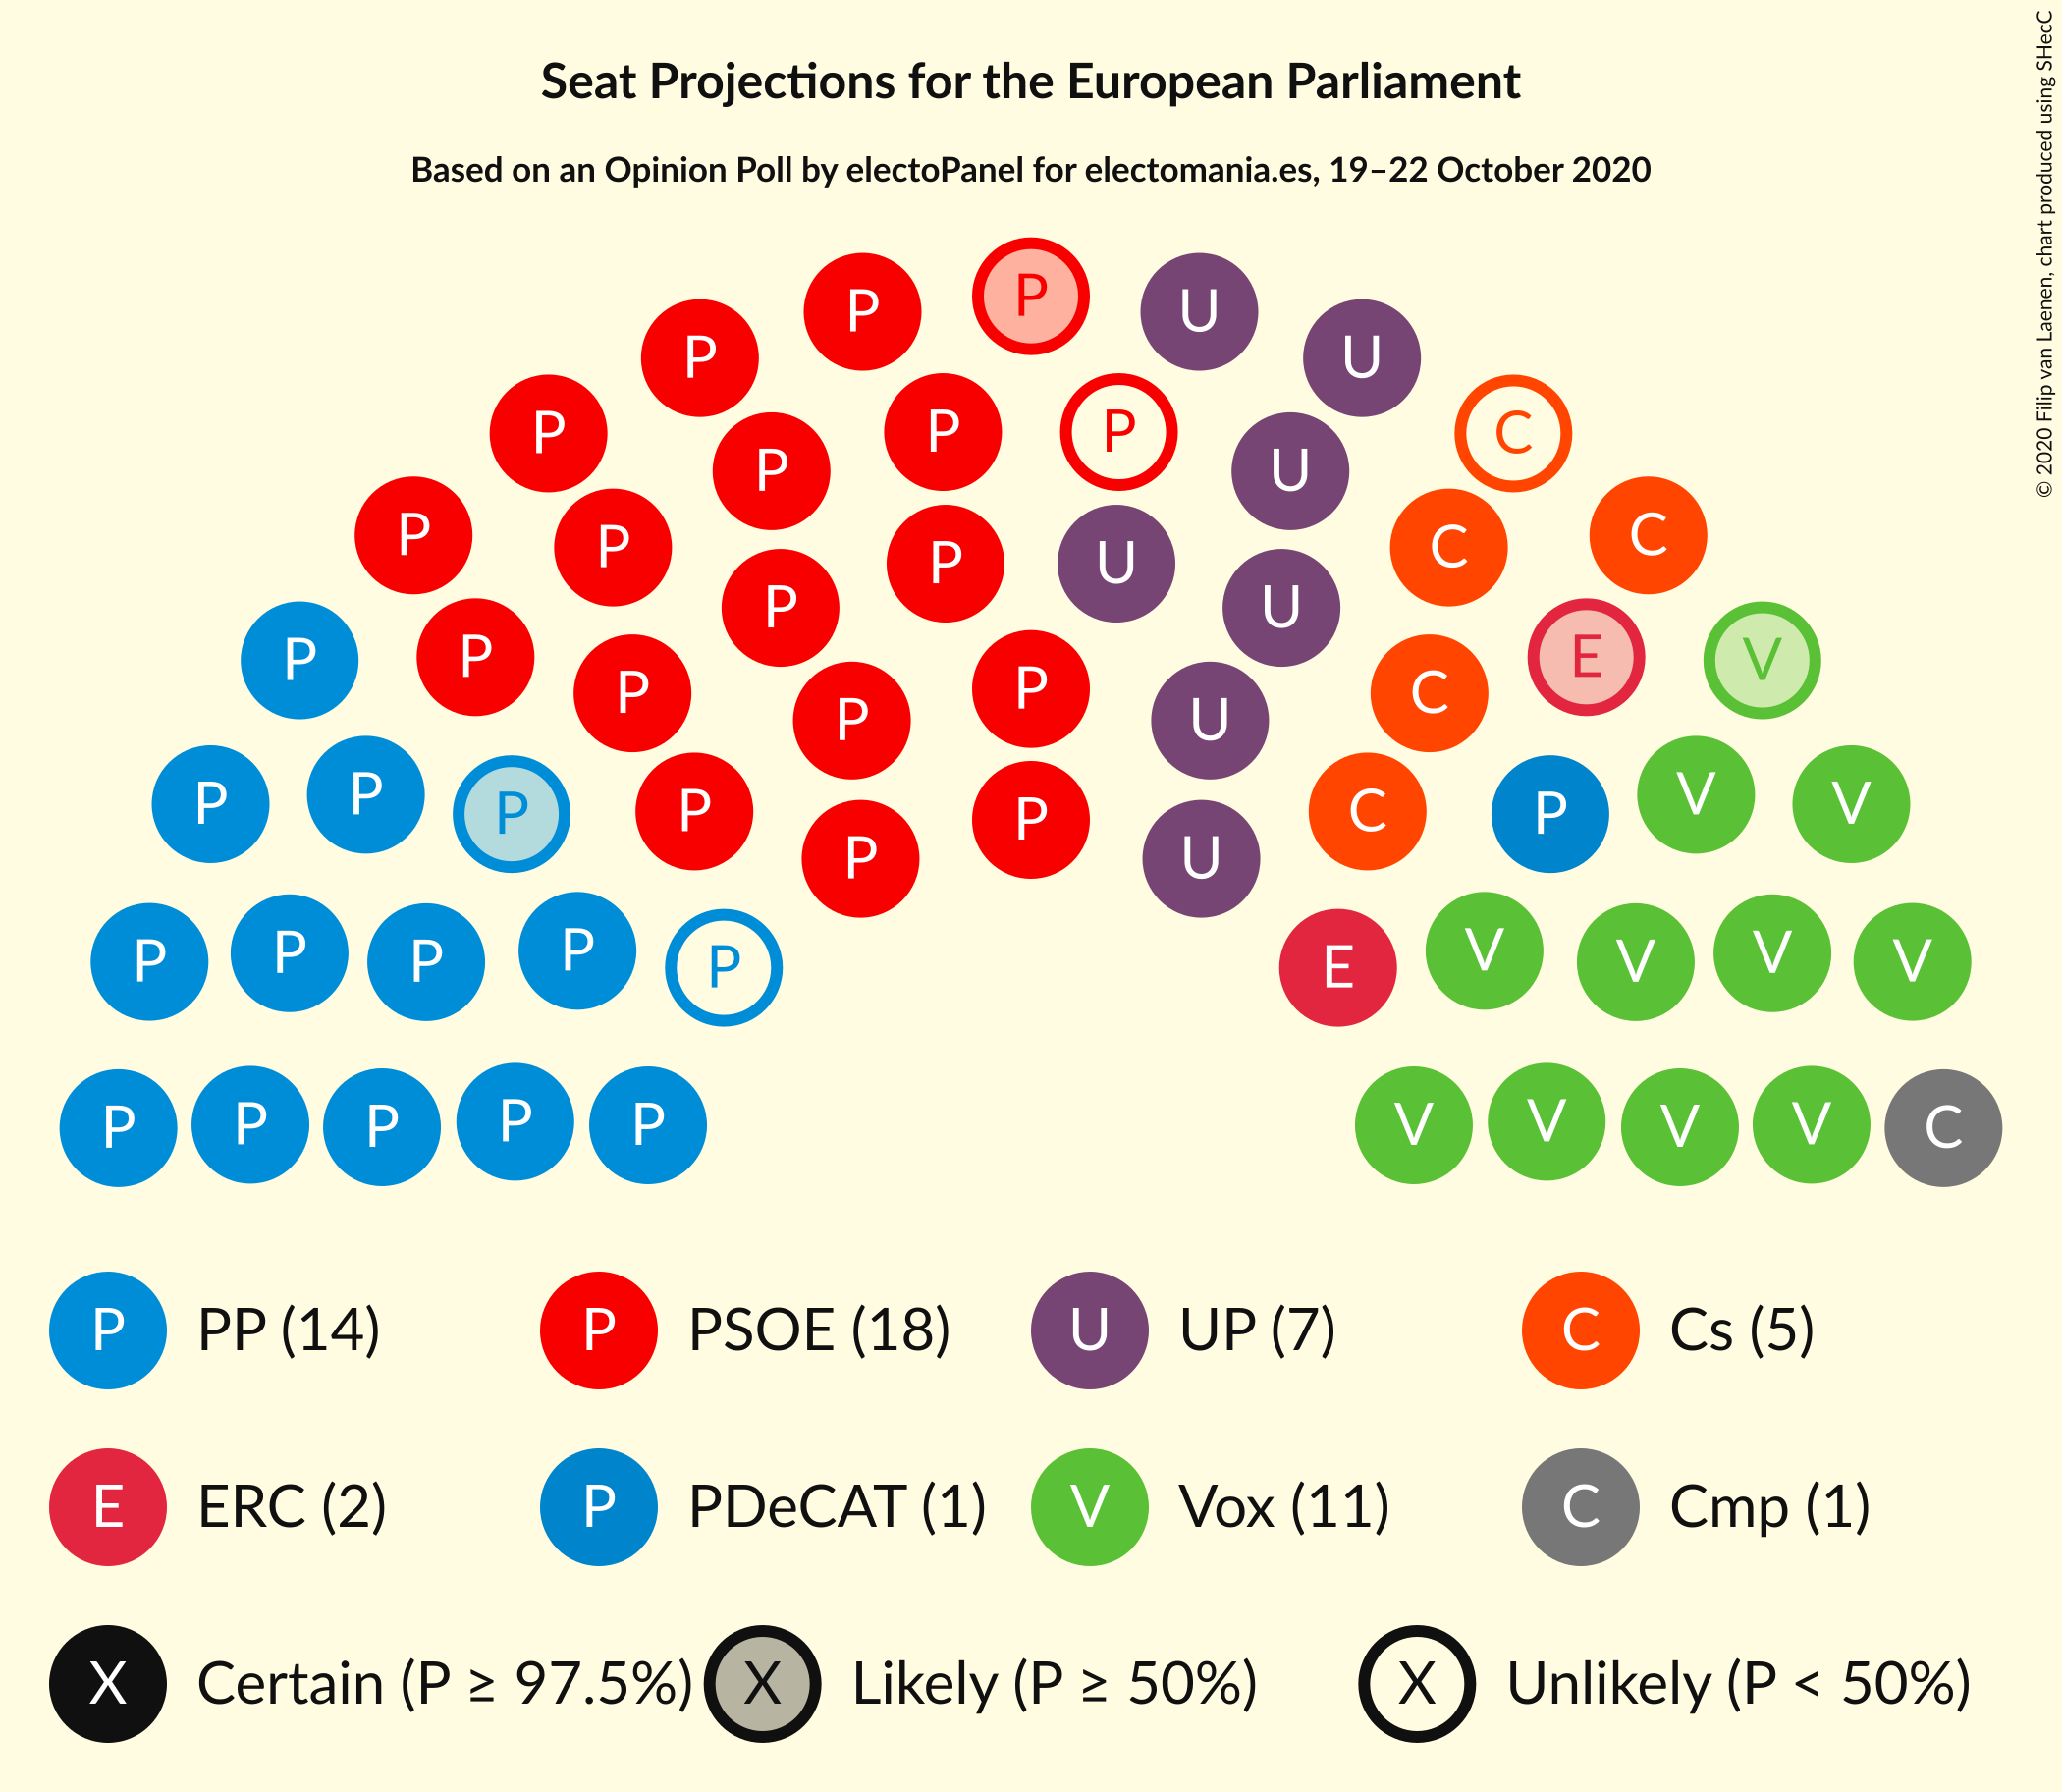 Seat Projections for the European Parliament
Based on an Opinion Poll by electoPanel for electomania.es, 19–22 October 2020
© 2020 Filip van Laenen, chart produced using SHecC
P
P U
P U
P P C
P P U
P P C C
P U
P P U
P P E V
P C
P P
P U
P P V V
P P P C P
P U
P P P P P E V V V V
P P P P P V V V V C
P PP (14) P PSOE (18) U UP (7) C Cs (5)
E ERC (2) P PDeCAT (1) V Vox (11) C Cmp (1)
X Certain (P ≥ 97.5%) X Likely (P ≥ 50%) X Unlikely (P < 50%)